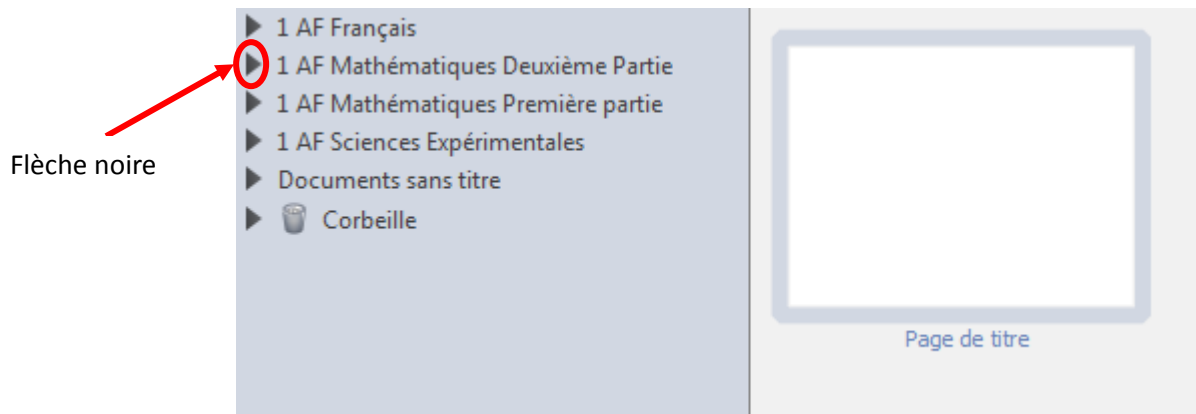 1 AF Français
1 AF Mathématiques Deuxième Partie
1 AF Mathématiques Première partie
1 AF Sciences Expérimentales
Documents sans titre
Corbeille
Flèche noire
Page de titre